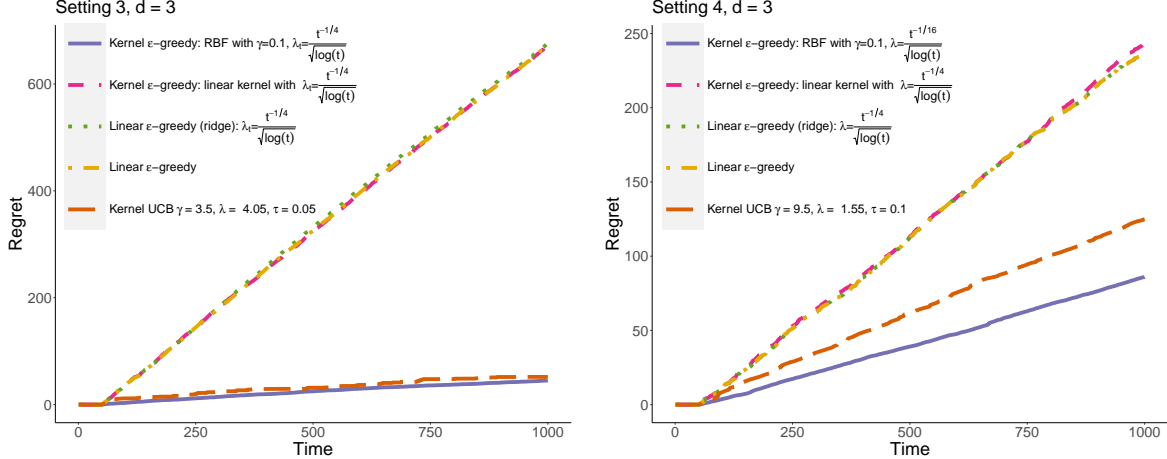 Setting 3, d = 3
Kernel ε−greedy: RBF with γ=0.1, λt= t−1/4 / √log(t)
Kernel ε−greedy: linear kernel with λt= t−1/4 / √log(t)
Linear ε−greedy (ridge): λt= t−1/4 / √log(t)
Linear ε−greedy
Kernel UCB γ = 3.5, λ = 4.05, τ = 0.05
Regret
600
400
200
0
0 250 500 750 1000
Time
Setting 4, d = 3
Kernel ε−greedy: RBF with γ=0.1, λ= t−1/16 / √log(t)
Kernel ε−greedy: linear kernel with λ= t−1/4 / √log(t)
Linear ε−greedy (ridge): λ= t−1/4 / √log(t)
Linear ε−greedy
Kernel UCB γ = 9.5, λ = 1.55, τ = 0.1
Regret
250
200
150
100
50
0
0 250 500 750 1000
Time